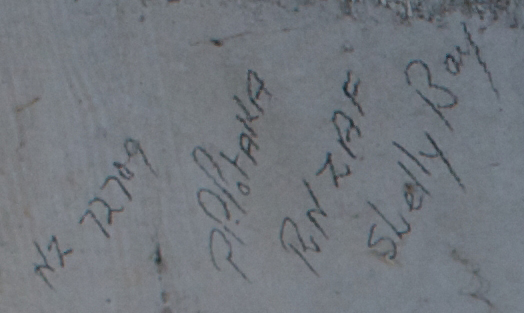 NZ 72709
P.P. POTAKA
RNZAF
Shelly Bay